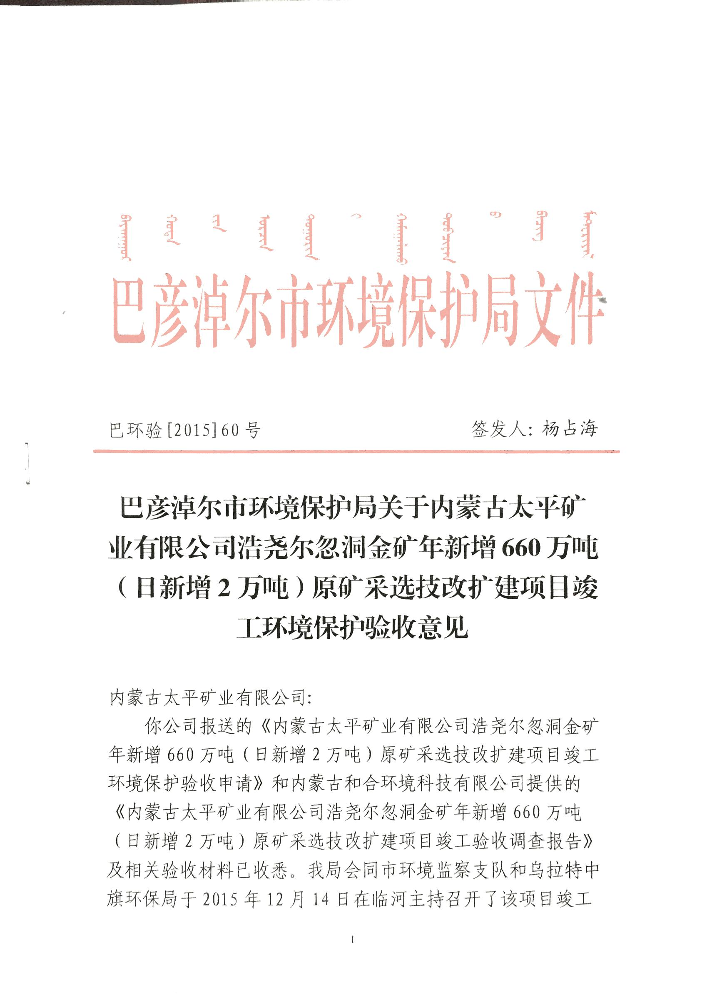 巴彦淖尔市环境保护局文件
巴环验[2015]60号 签发人：杨占海
巴彦淖尔市环境保护局关于内蒙古太平矿
业有限公司浩尧尔忽洞金矿年新增660万吨
（日新增2万吨）原矿采选技改扩建项目竣
工环境保护验收意见
内蒙古太平矿业有限公司：
你公司报送的《内蒙古太平矿业有限公司浩尧尔忽洞金矿
年新增660万吨（日新增2万吨）原矿采选技改扩建项目竣工
环境保护验收申请》和内蒙古和合环境科技有限公司提供的
《内蒙古太平矿业有限公司浩尧尔忽洞金矿年新增660万吨
（日新增2万吨）原矿采选技改扩建项目竣工验收调查报告》
及相关验收材料已收悉。我局会同市环境监察支队和乌拉特中
旗环保局于2015年12月14日在临河主持召开了该项目竣工
1